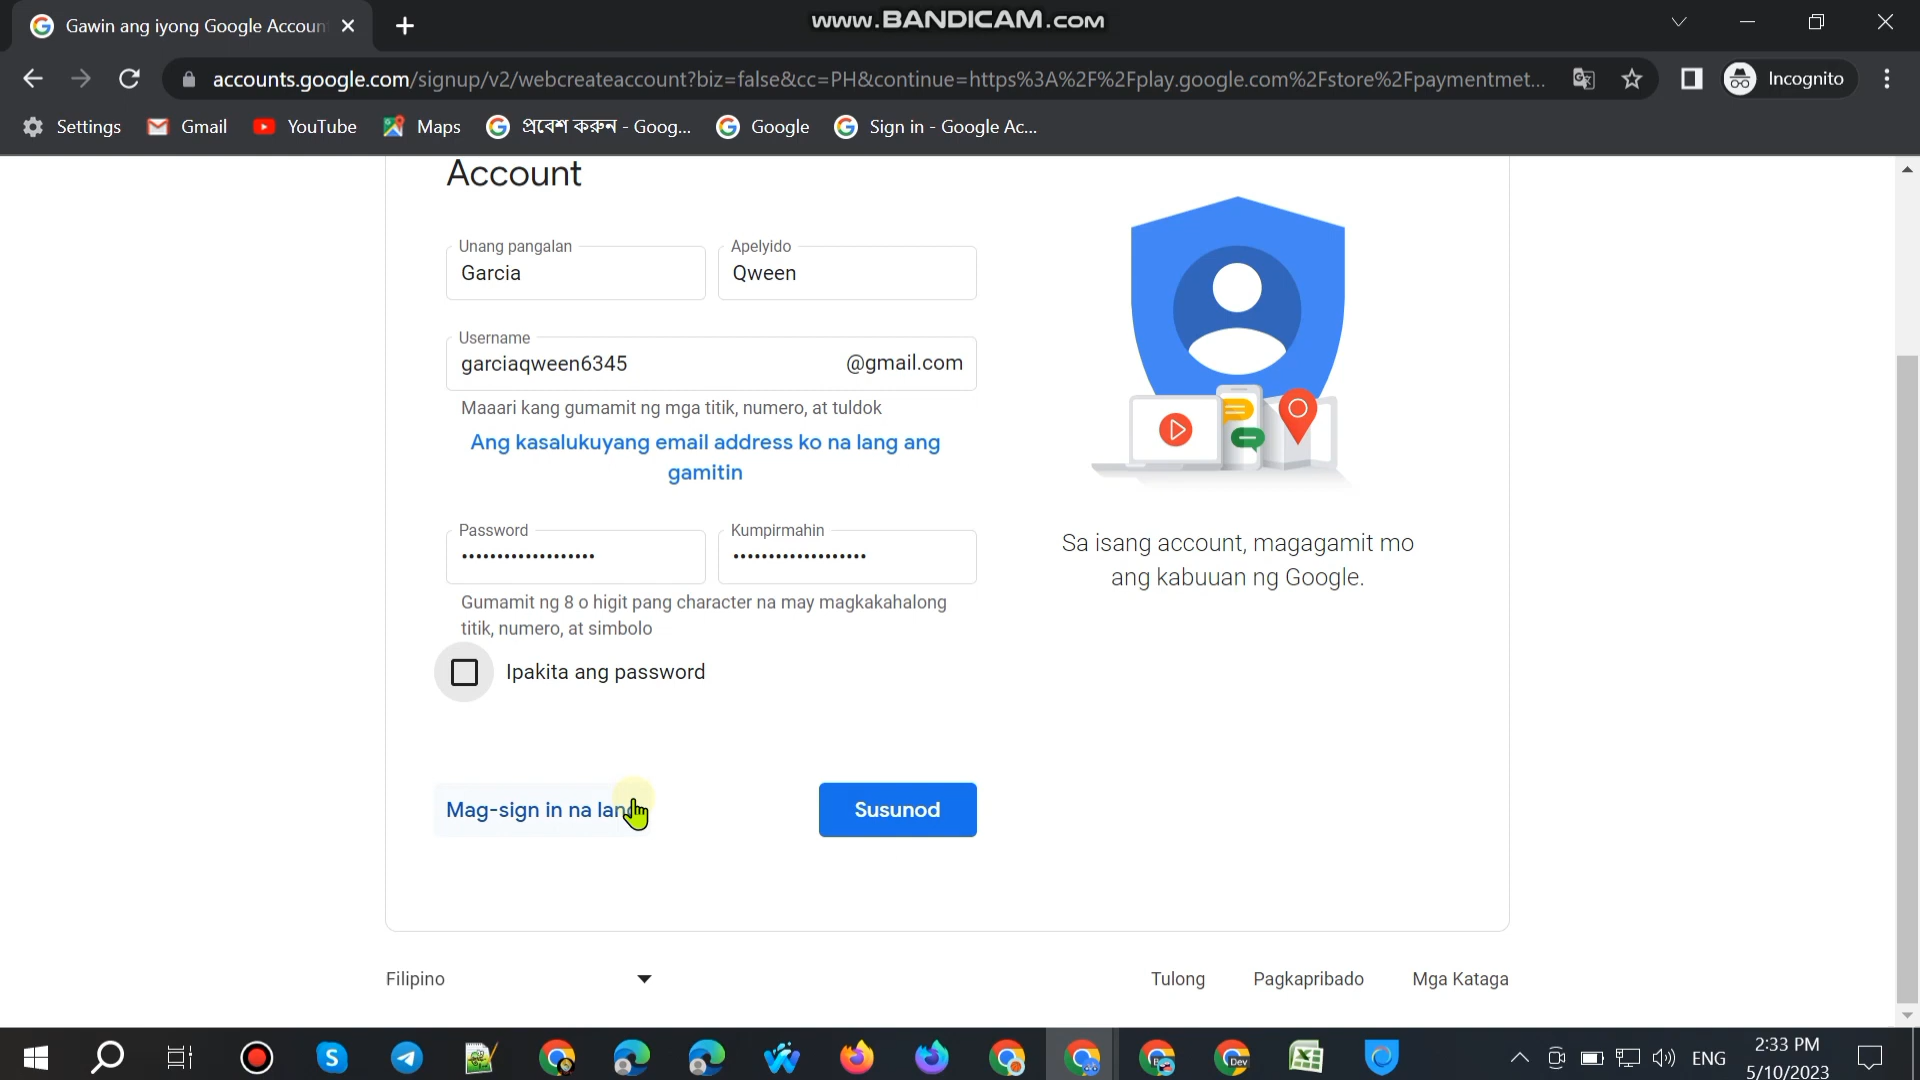 Gawin ang iyong Google Accoun
www.BANDICAM.com
accounts.google.com/signup/v2/webcreateaccount?biz=false&cc=PH&continue=https%3A%2F%2Fplay.google.com%2Fstore%2Fpaymentmet...
Incognito
Settings
Gmail
YouTube
Maps
প্রবেশ করুন - Goog...
Google
Sign in - Google Ac...
Account
Unang pangalan
Garcia
Apelyido
Qween
Username
garciaqween6345
@gmail.com
Maaari kang gumamit ng mga titik, numero, at tuldok
Ang kasalukuyang email address ko na lang ang
gamitin
Password
Kumpirmahin
Gumamit ng 8 o higit pang character na may magkakahalong
titik, numero, at simbolo
Ipakita ang password
Mag-sign in na lang
Susunod
Sa isang account, magagamit mo
ang kabuuan ng Google.
Filipino
Tulong
Pagkapribado
Mga Kataga
Dev
ENG
2:33 PM
5/10/2023